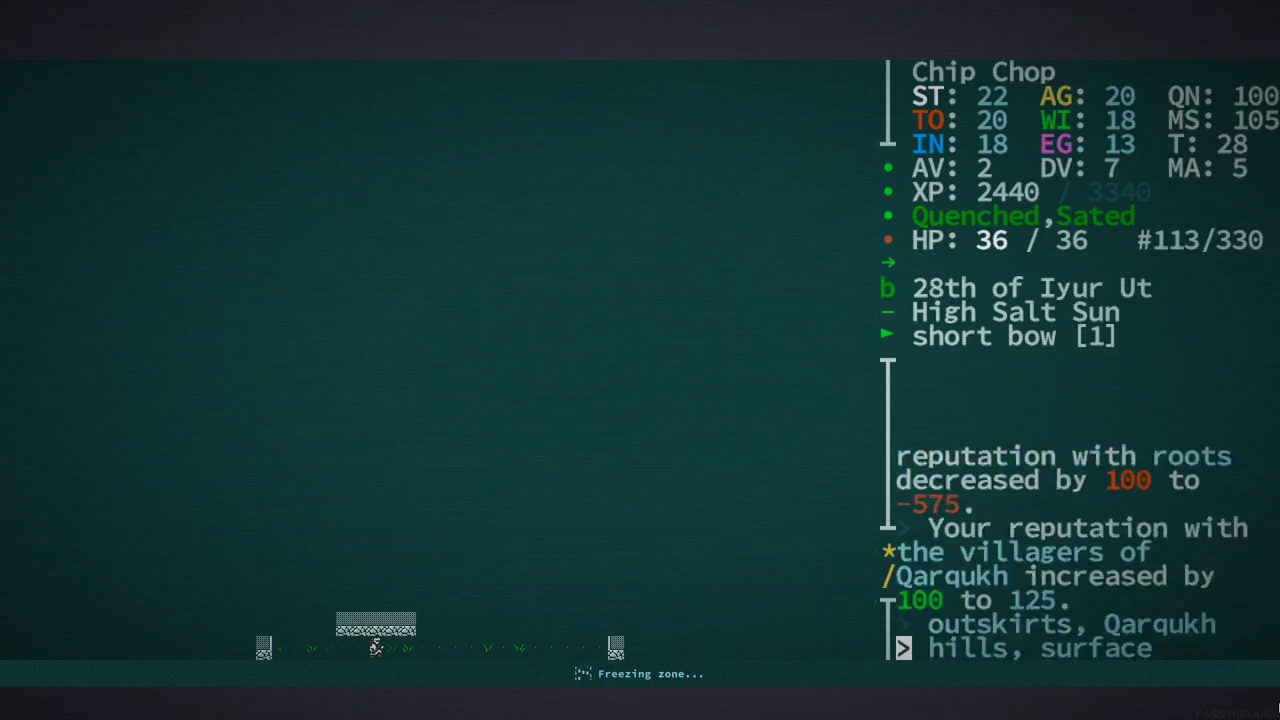 Chip Chop
ST: 22 AG: 20 QN: 100
TO: 20 WI: 18 MS: 105
IN: 18 EG: 13 T: 28
AV: 2 DV: 7 MA: 5
XP: 2440 / 3340
Quenched,Sated
HP: 36 / 36 #113/330
b 28th of Iyur Ut
High Salt Sun
short bow [1]
reputation with roots
decreased by 100 to
-575.
> Your reputation with
*the villagers of
/Qarqukh increased by
100 to 125.
outskirts, Qarqukh
> hills, surface
Freezing zone...